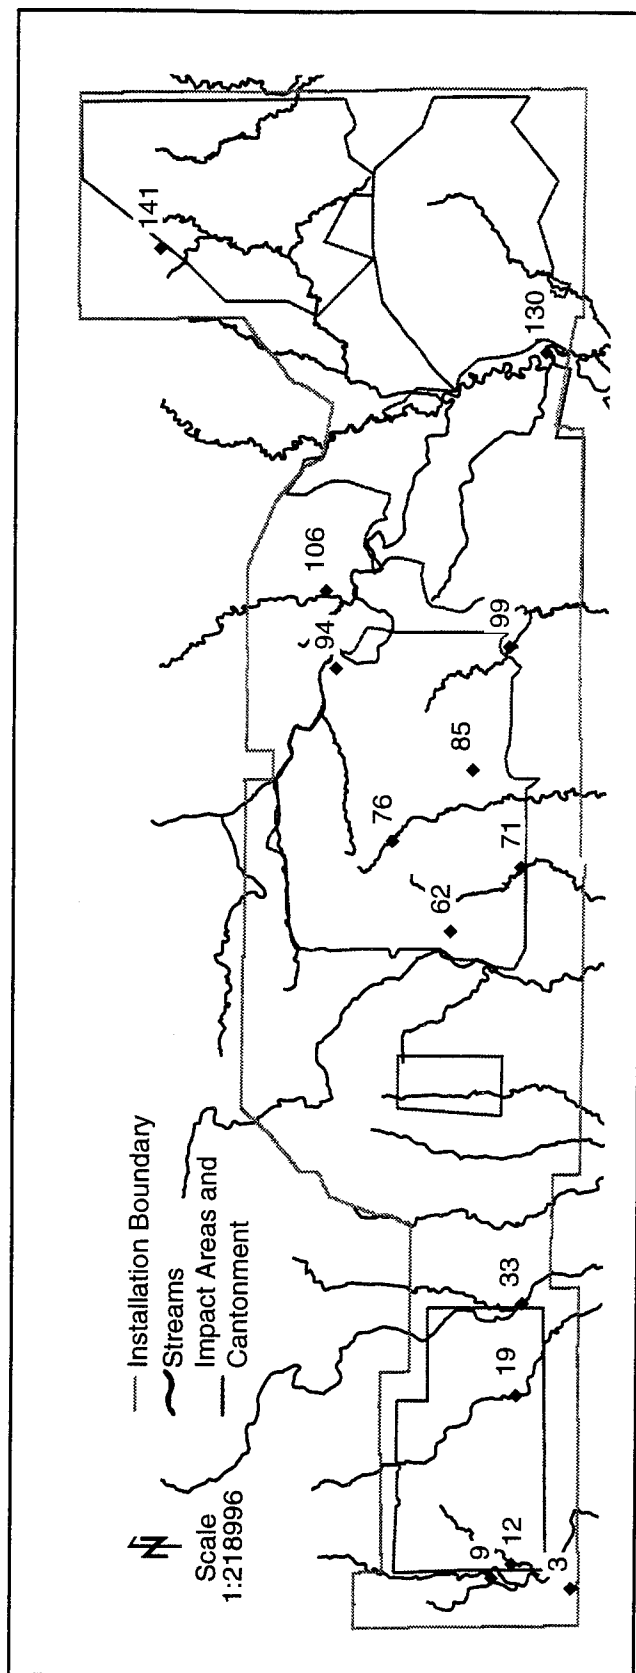 N
Scale
1:218996
Installation Boundary
Streams
Impact Areas and
Cantonment
141
130
106
94
99
85
76
71
62
33
19
12
9
3